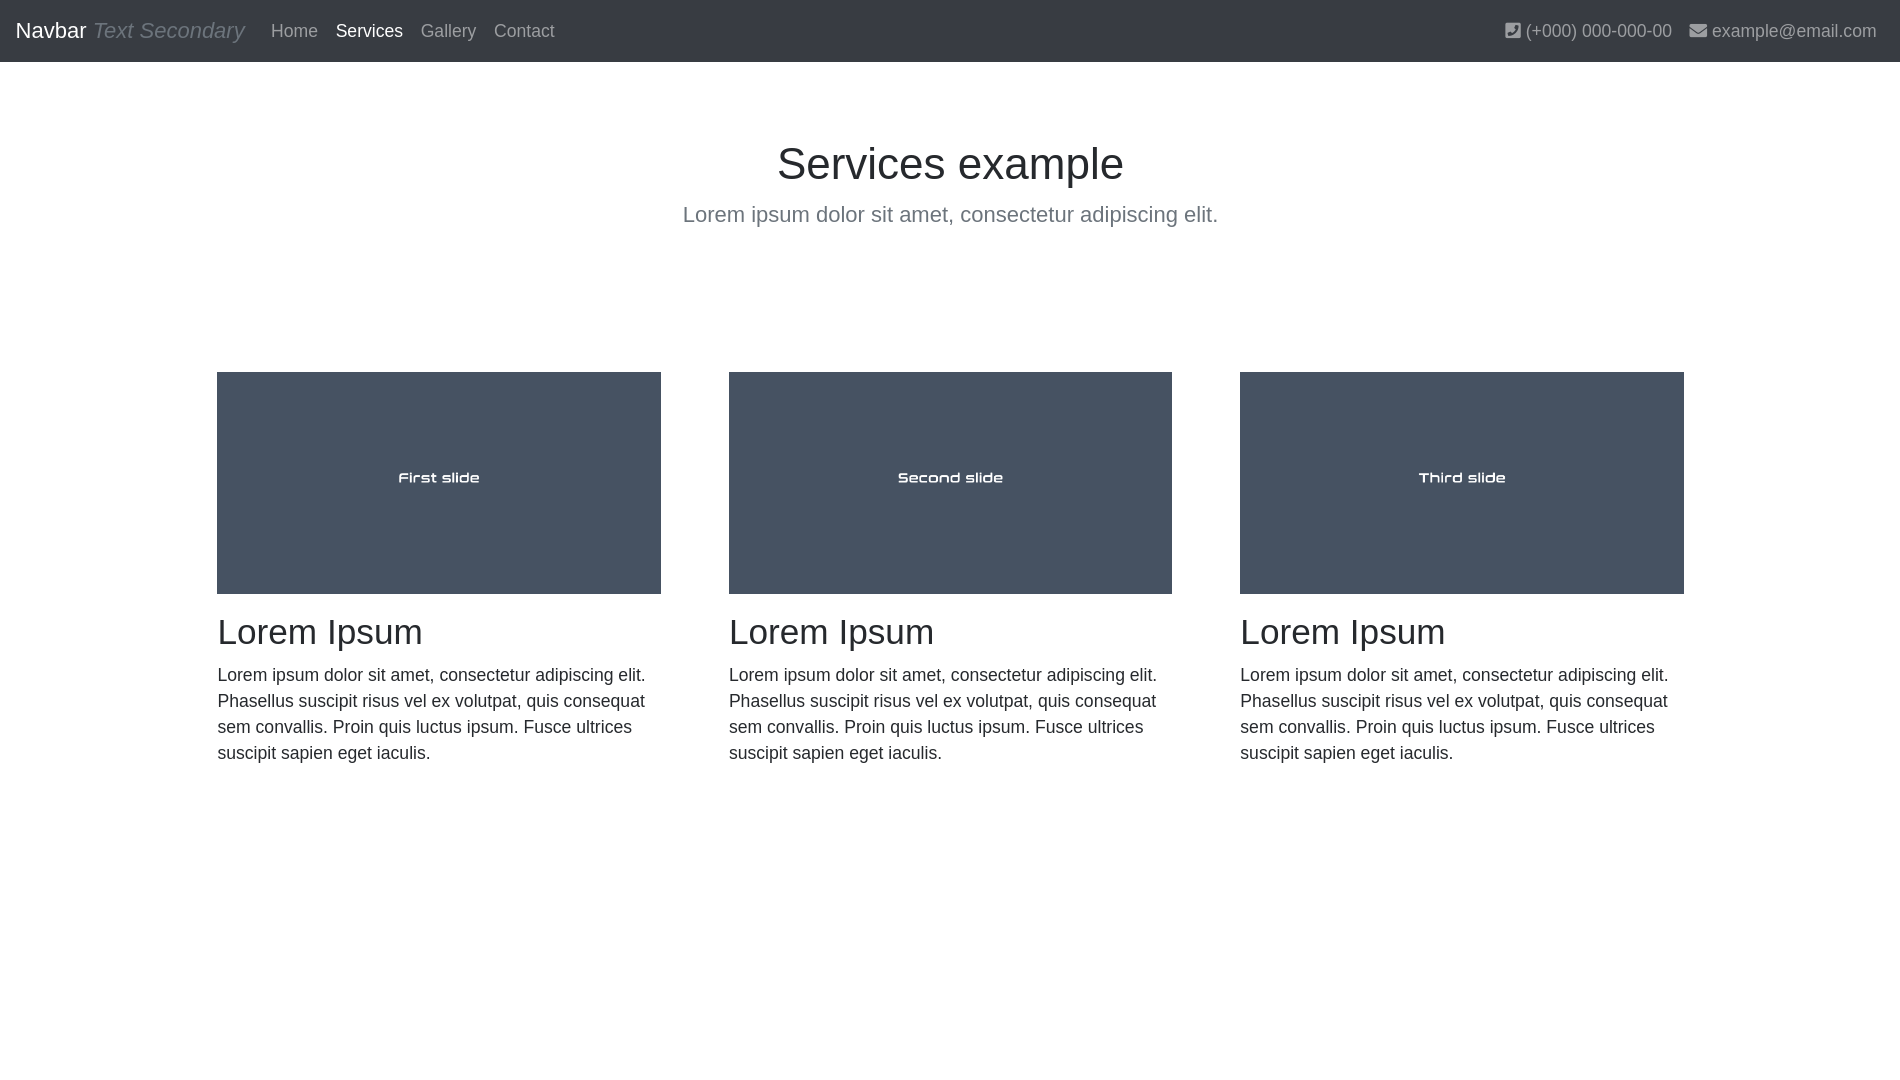 Navbar Text Secondary Home Services Gallery Contact (+000) 000-000-00 example@email.com
Services example
Lorem ipsum dolor sit amet, consectetur adipiscing elit.
First slide
Second slide
Third slide
Lorem Ipsum
Lorem ipsum dolor sit amet, consectetur adipiscing elit.
Phasellus suscipit risus vel ex volutpat, quis consequat
sem convallis. Proin quis luctus ipsum. Fusce ultrices
suscipit sapien eget iaculis.
Lorem Ipsum
Lorem ipsum dolor sit amet, consectetur adipiscing elit.
Phasellus suscipit risus vel ex volutpat, quis consequat
sem convallis. Proin quis luctus ipsum. Fusce ultrices
suscipit sapien eget iaculis.
Lorem Ipsum
Lorem ipsum dolor sit amet, consectetur adipiscing elit.
Phasellus suscipit risus vel ex volutpat, quis consequat
sem convallis. Proin quis luctus ipsum. Fusce ultrices
suscipit sapien eget iaculis.